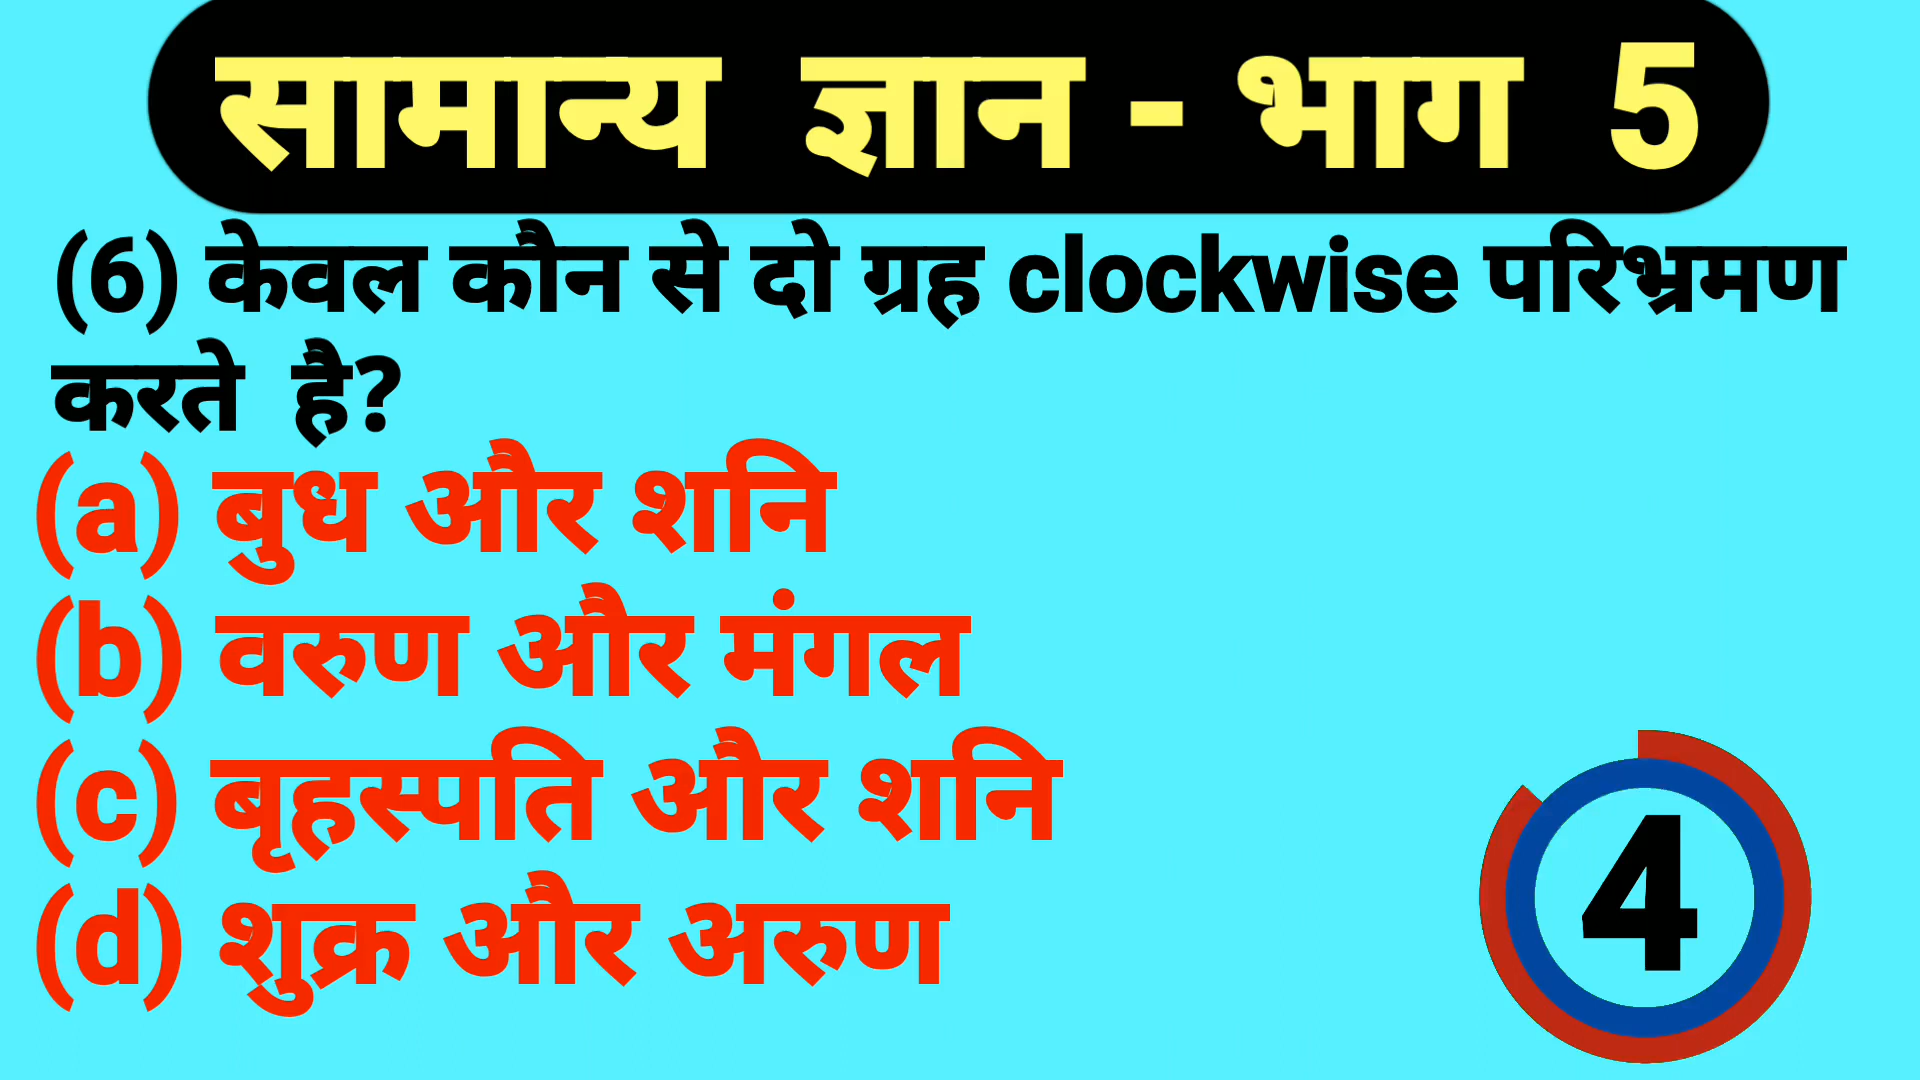 सामान्य ज्ञान - भाग 5
(6) केवल कौन से दो ग्रह clockwise परिभ्रमण
करते है?
(a) बुध और शनि
(b) वरुण और मंगल
(c) बृहस्पति और शनि
(d) शुक्र और अरुण
4